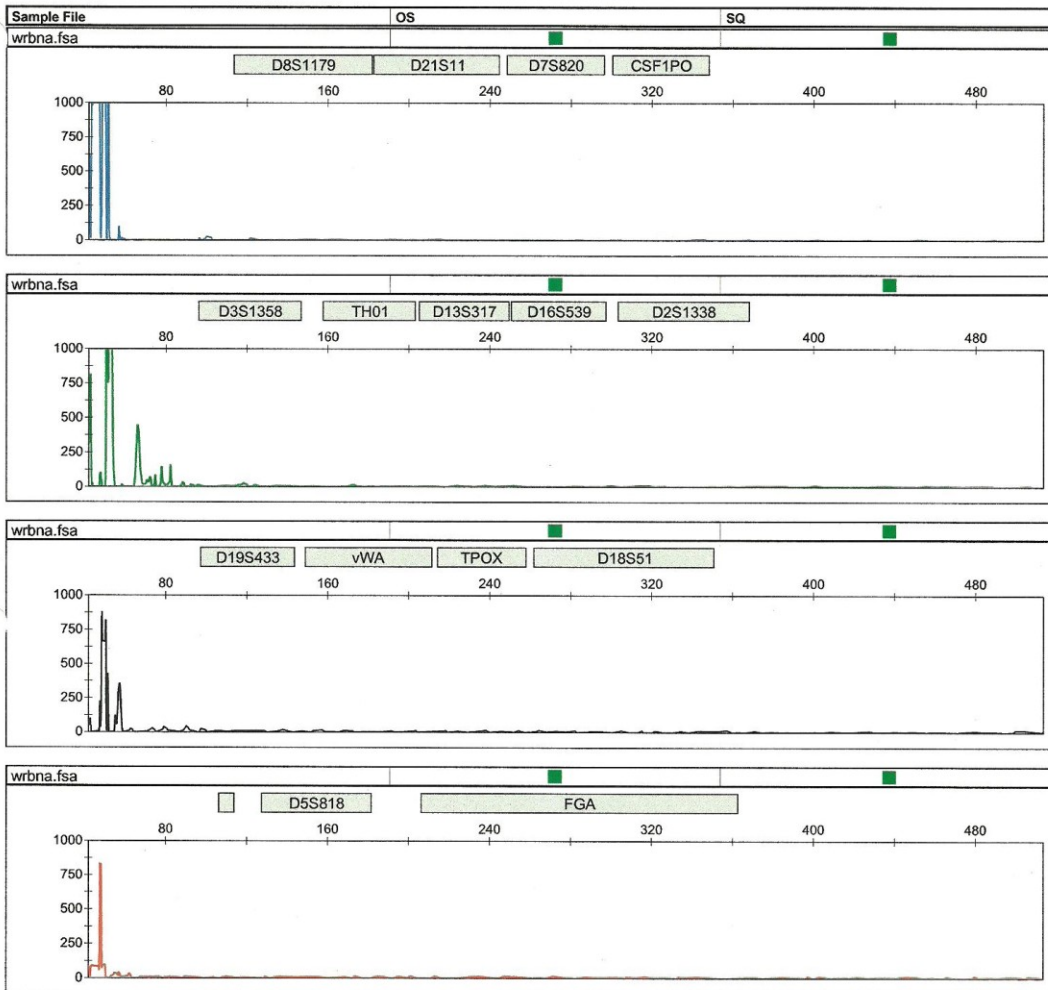 Sample File OS SQ
wrbna.fsa
D8S1179 D21S11 D7S820 CSF1PO
80 160 240 320 400 480
1000
750
500
250
0
wrbna.fsa
D3S1358 TH01 D13S317 D16S539 D2S1338
80 160 240 320 400 480
1000
750
500
250
0
wrbna.fsa
D19S433 vWA TPOX D18S51
80 160 240 320 400 480
1000
750
500
250
0
wrbna.fsa
D5S818 FGA
80 160 240 320 400 480
1000
750
500
250
0